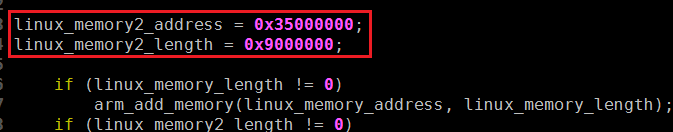 linux_memory2_address = 0x35000000;
linux_memory2_length = 0x9000000;
if (linux_memory_length != 0)
arm_add_memory(linux_memory_address, linux_memory_length);
if (linux_memory2_length != 0)